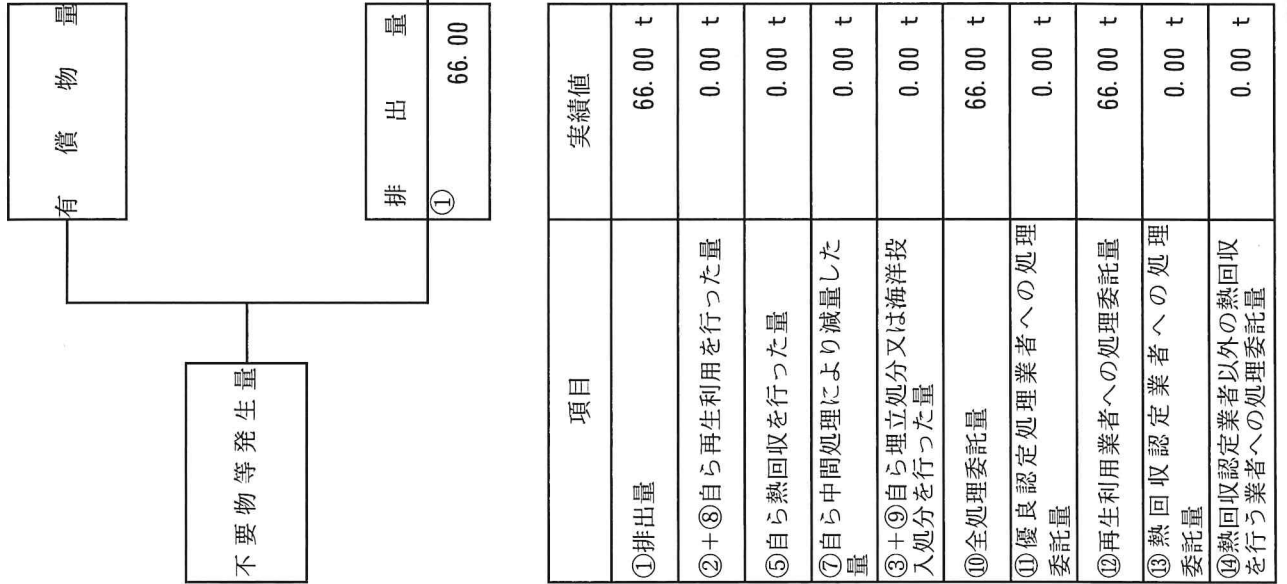 不要物等発生量
有償物量
排出量
① 66.00
項目 実績値
①排出量 66.00 t
②+⑧自ら再生利用を行った量 0.00 t
⑤自ら熱回収を行った量 0.00 t
⑦自ら中間処理により減量した
量 0.00 t
③+⑨自ら埋立処分又は海洋投
入処分を行った量 0.00 t
⑩全処理委託量 66.00 t
⑪優良認定処理業者への処理
委託量 0.00 t
⑫再生利用業者への処理委託量 66.00 t
⑬熱回収認定業者への処理
委託量 0.00 t
⑭熱回収認定業者以外の熱回収
を行う業者への処理委託量 0.00 t